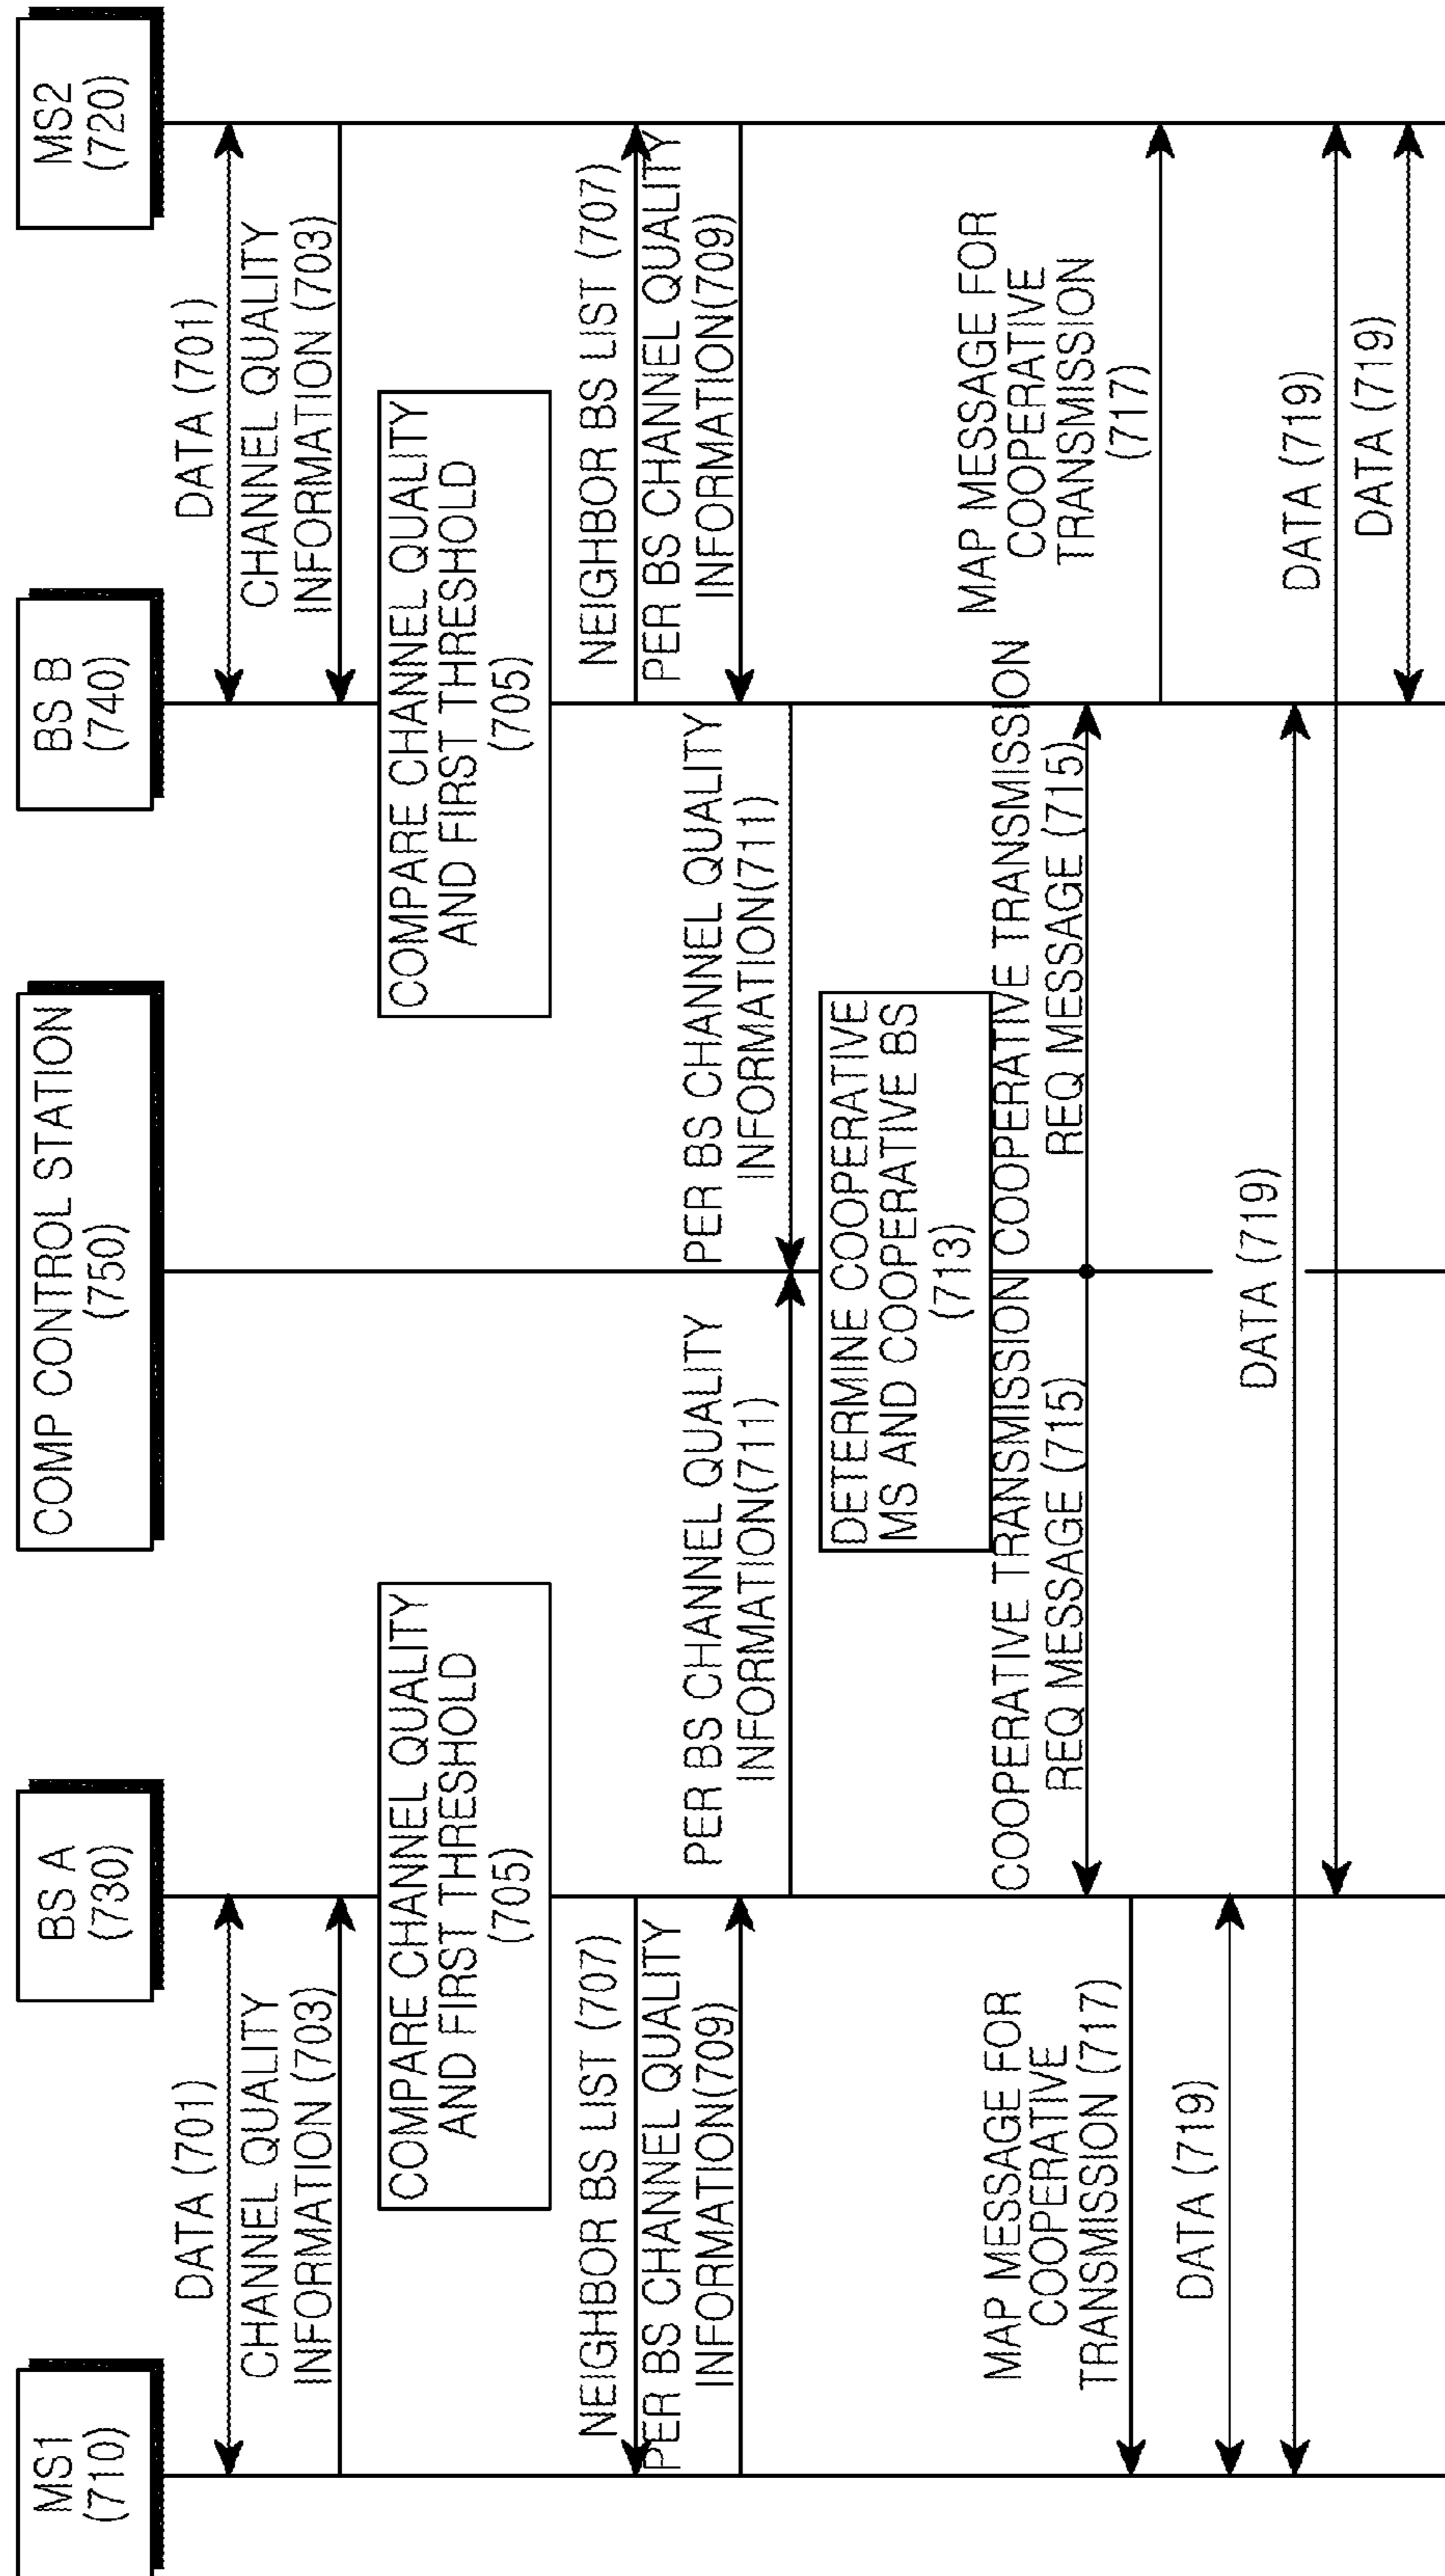 MS1
(710)
BS A
(730)
COMP CONTROL STATION
(750)
BS B
(740)
MS2
(720)
DATA (701)
DATA (701)
CHANNEL QUALITY
INFORMATION (703)
CHANNEL QUALITY
INFORMATION (703)
COMPARE CHANNEL QUALITY
AND FIRST THRESHOLD
(705)
COMPARE CHANNEL QUALITY
AND FIRST THRESHOLD
(705)
NEIGHBOR BS LIST (707)
NEIGHBOR BS LIST (707)
PER BS CHANNEL QUALITY
INFORMATION(709)
PER BS CHANNEL QUALITY
INFORMATION(709)
PER BS CHANNEL QUALITY
INFORMATION(711)
PER BS CHANNEL QUALITY
INFORMATION(711)
DETERMINE COOPERATIVE
MS AND COOPERATIVE BS
(713)
COOPERATIVE TRANSMISSION
REQ MESSAGE (715)
COOPERATIVE TRANSMISSION
REQ MESSAGE (715)
MAP MESSAGE FOR
COOPERATIVE
TRANSMISSION (717)
MAP MESSAGE FOR
COOPERATIVE
TRANSMISSION
(717)
DATA (719)
DATA (719)
DATA (719)
DATA (719)